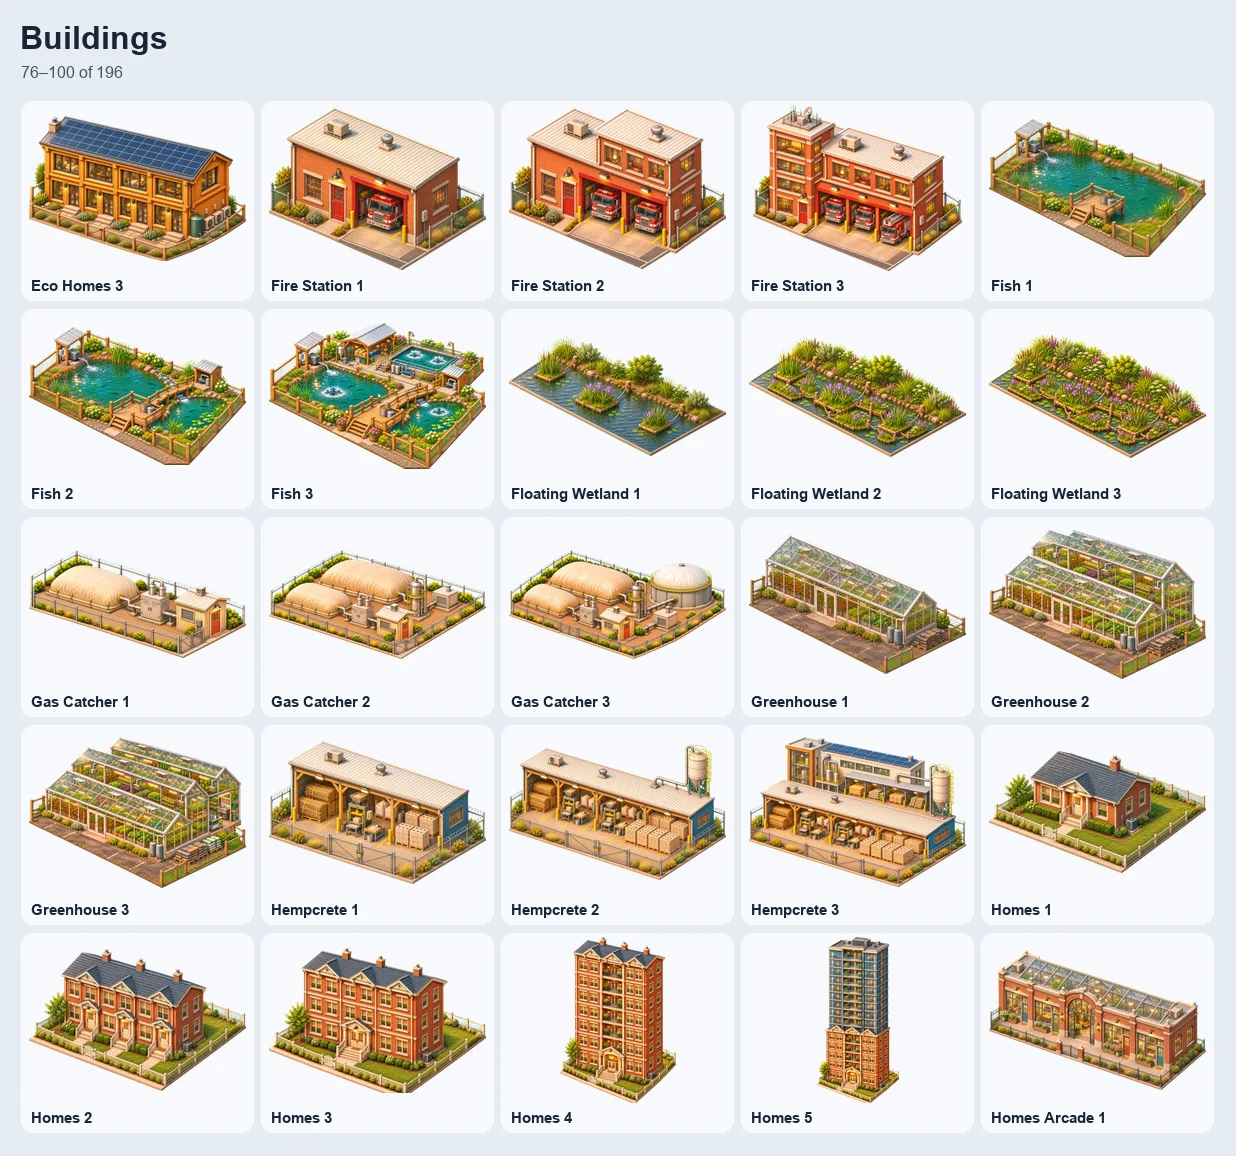 Buildings
76–100 of 196
Eco Homes 3
Fire Station 1
Fire Station 2
Fire Station 3
Fish 1
Fish 2
Fish 3
Floating Wetland 1
Floating Wetland 2
Floating Wetland 3
Gas Catcher 1
Gas Catcher 2
Gas Catcher 3
Greenhouse 1
Greenhouse 2
Greenhouse 3
Hempcrete 1
Hempcrete 2
Hempcrete 3
Homes 1
Homes 2
Homes 3
Homes 4
Homes 5
Homes Arcade 1